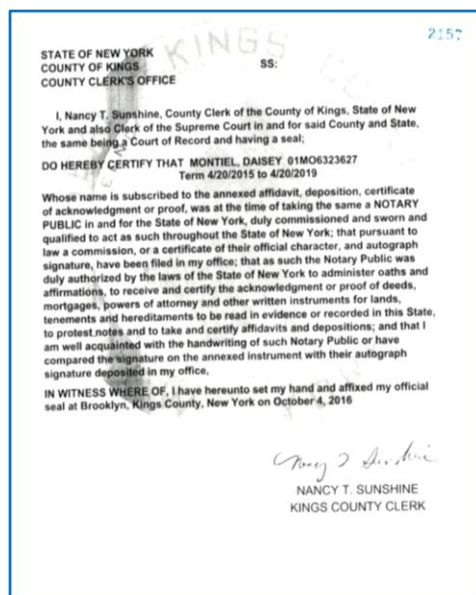 2157
KINGS CO
STATE OF NEW YORK
COUNTY OF KINGS SS:
COUNTY CLERK'S OFFICE
I, Nancy T. Sunshine, County Clerk of the County of Kings, State of New
York and also Clerk of the Supreme Court in and for said County and State,
the same being a Court of Record and having a seal;
DO HEREBY CERTIFY THAT MONTIEL, DAISEY 01MO6323627
Term 4/20/2015 to 4/20/2019
Whose name is subscribed to the annexed affidavit, deposition, certificate
of acknowledgment or proof, was at the time of taking the same a NOTARY
PUBLIC in and for the State of New York, duly commissioned and sworn and
qualified to act as such throughout the State of New York; that pursuant to
law a commission, or a certificate of their official character, and autograph
signature, have been filed in my office; that as such the Notary Public was
duly authorized by the laws of the State of New York to administer oaths and
affirmations, to receive and certify the acknowledgment or proof of deeds,
mortgages, powers of attorney and other written instruments for lands,
tenements and hereditaments to be read in evidence or recorded in this State,
to protest notes and to take and certify affidavits and depositions; and that I
am well acquainted with the handwriting of such Notary Public or have
compared the signature on the annexed instrument with their autograph
signature deposited in my office,
IN WITNESS WHERE OF, I have hereunto set my hand and affixed my official
seal at Brooklyn, Kings County, New York on October 4, 2016
Nancy T Sunshine
NANCY T. SUNSHINE
KINGS COUNTY CLERK